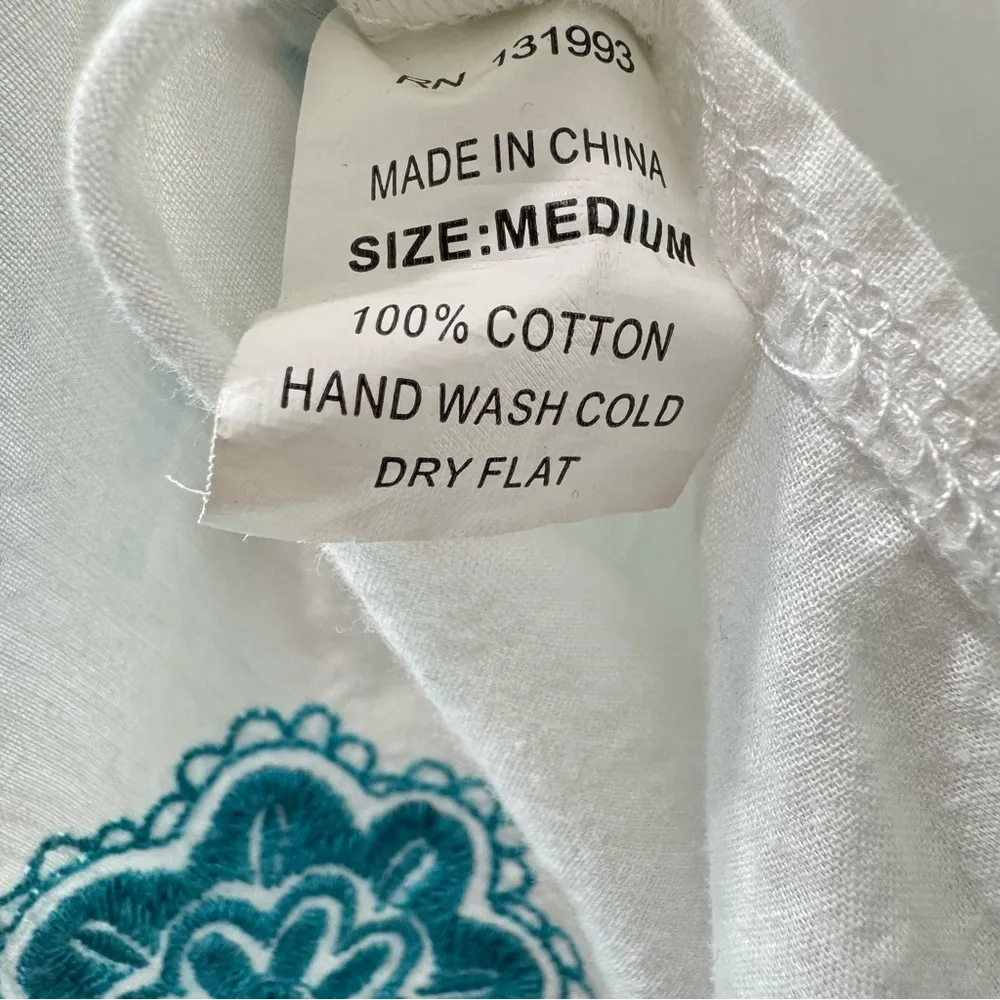 RN 131993
MADE IN CHINA
SIZE:MEDIUM
100% COTTON
HAND WASH COLD
DRY FLAT